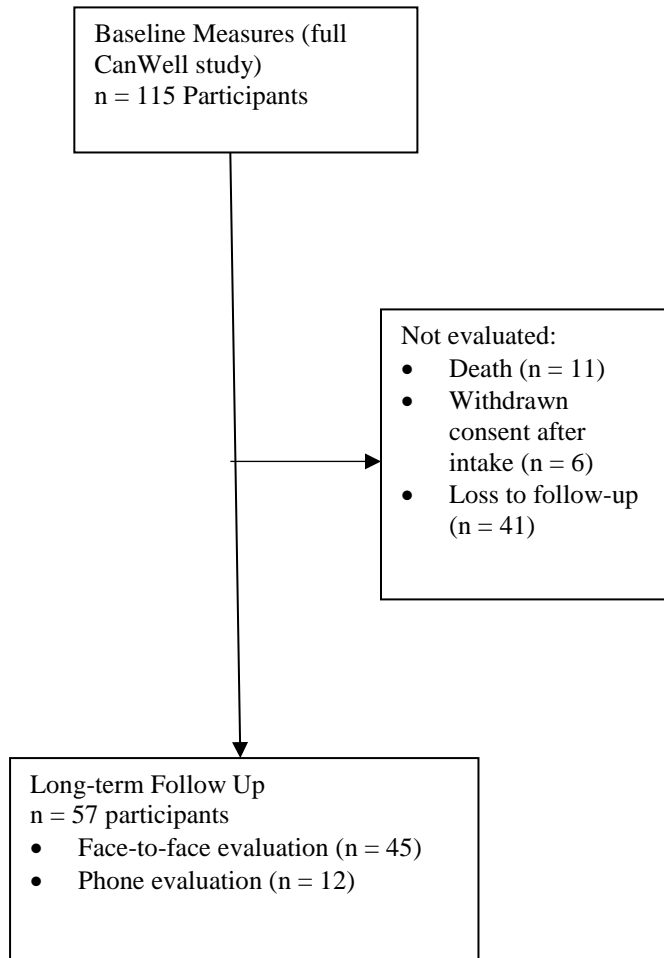 Baseline Measures (full
CanWell study)
n = 115 Participants
Not evaluated:
• Death (n = 11)
• Withdrawn
consent after
intake (n = 6)
• Loss to follow-up
(n = 41)
Long-term Follow Up
n = 57 participants
• Face-to-face evaluation (n = 45)
• Phone evaluation (n = 12)